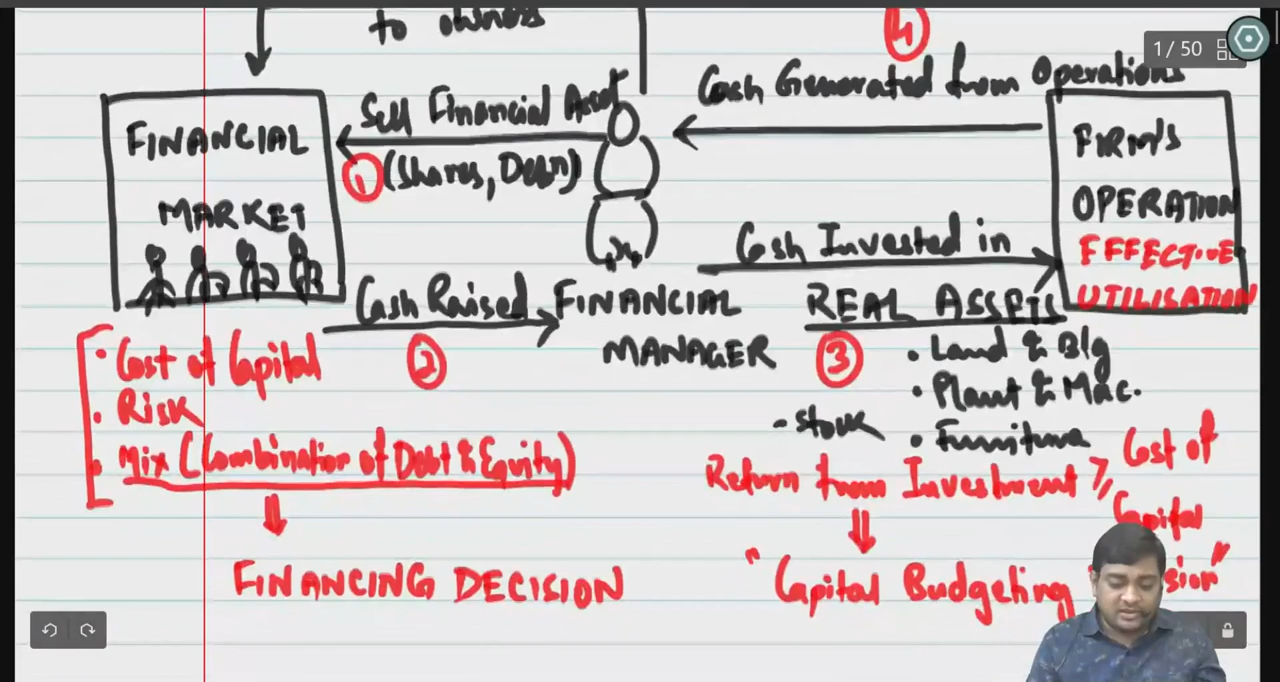 to owners
4
1 / 50
Cash Generated from Operations
Sell Financial Asset
1 (Shares, Deben)
FINANCIAL
MARKET
FIRM'S
OPERATION
EFFECTIVE
UTILISATION
Cash Invested in
REAL ASSETS
3
Cash Raised
2
FINANCIAL
MANAGER
• Land & Blg
• Plant & Mac.
• Furniture
- Stock
• Cost of Capital
• Risk
• Mix (Combination of Debt & Equity)
Return from Investment ≥ Cost of
Capital
FINANCING DECISION
"Capital Budgeting